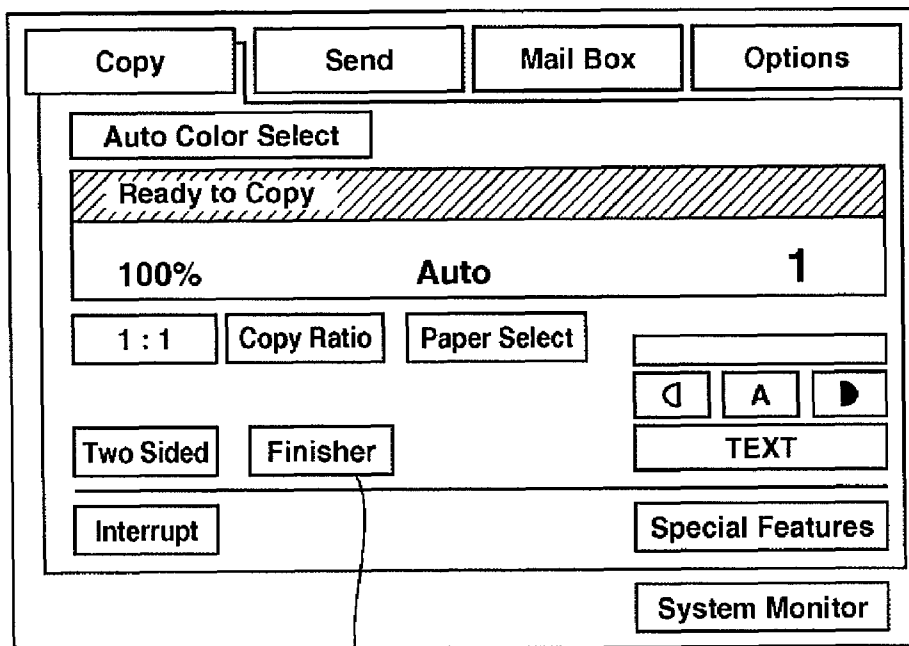 Copy Send Mail Box Options
Auto Color Select
Ready to Copy
100% Auto 1
1 : 1 Copy Ratio Paper Select
A
Two Sided Finisher TEXT
Interrupt Special Features
System Monitor